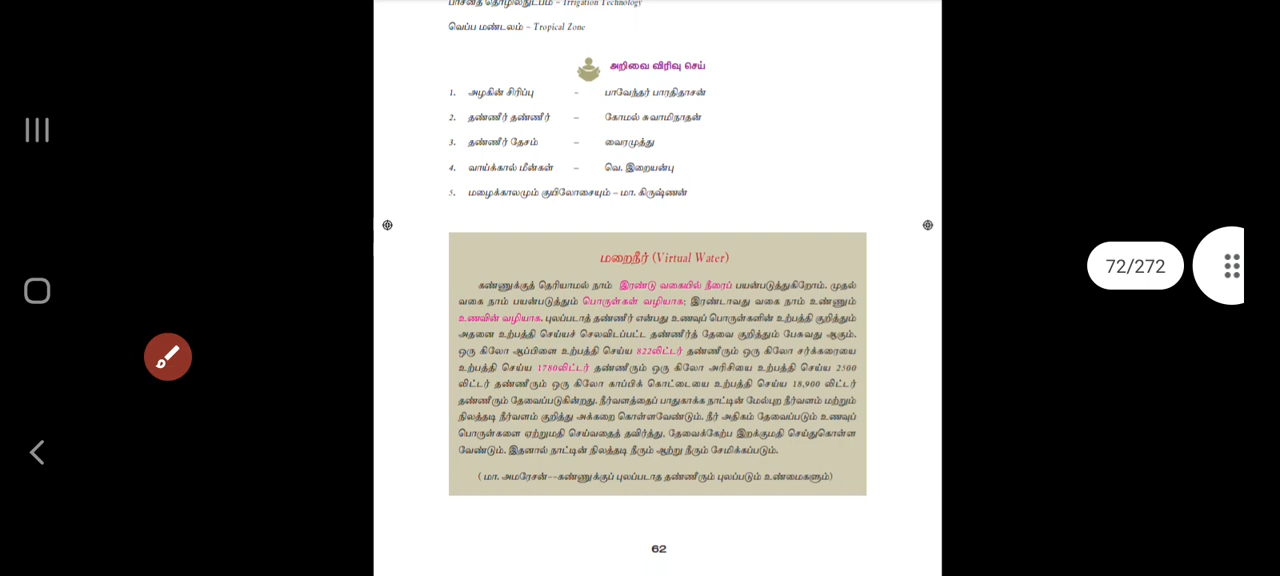 பாசனத் தொழில்நுட்பம் – Irrigation Technology
வெப்ப மண்டலம் – Tropical Zone
அறிவை விரிவு செய்
1. அழகின் சிரிப்பு – பாவேந்தர் பாரதிதாசன்
2. தண்ணீர் தண்ணீர் – கோமல் சுவாமிநாதன்
3. தண்ணீர் தேசம் – வைரமுத்து
4. வாய்க்கால் மீன்கள் – வெ. இறையன்பு
5. மழைக்காலமும் குயிலோசையும் – மா. கிருஷ்ணன்
மறைநீர் (Virtual Water)
கண்ணுக்குத் தெரியாமல் நாம் இரண்டு வகையில் நீரைப் பயன்படுத்துகிறோம். முதல்
வகை நாம் பயன்படுத்தும் பொருள்கள் வழியாக; இரண்டாவது வகை நாம் உண்ணும்
உணவின் வழியாக. புலப்படாத் தண்ணீர் என்பது உணவுப் பொருள்களின் உற்பத்தி குறித்தும்
அதனை உற்பத்தி செய்யச் செலவிடப்பட்ட தண்ணீர்த் தேவை குறித்தும் பேசுவது ஆகும்.
ஒரு கிலோ ஆப்பிளை உற்பத்தி செய்ய 822லிட்டர் தண்ணீரும் ஒரு கிலோ சர்க்கரையை
உற்பத்தி செய்ய 1780லிட்டர் தண்ணீரும் ஒரு கிலோ அரிசியை உற்பத்தி செய்ய 2500
லிட்டர் தண்ணீரும் ஒரு கிலோ காப்பிக் கொட்டையை உற்பத்தி செய்ய 18,900 லிட்டர்
தண்ணீரும் தேவைப்படுகின்றது. நீர்வளத்தைப் பாதுகாக்க நாட்டின் மேல்புற நீர்வளம் மற்றும்
நிலத்தடி நீர்வளம் குறித்து அக்கறை கொள்ளவேண்டும். நீர் அதிகம் தேவைப்படும் உணவுப்
பொருள்களை ஏற்றுமதி செய்வதைத் தவிர்த்து. தேவைக்கேற்ப இறக்குமதி செய்துகொள்ள
வேண்டும். இதனால் நாட்டின் நிலத்தடி நீரும் ஆற்று நீரும் சேமிக்கப்படும்.
( மா. அமரேசன்--கண்ணுக்குப் புலப்படாத தண்ணீரும் புலப்படும் உண்மைகளும்)
62
72/272